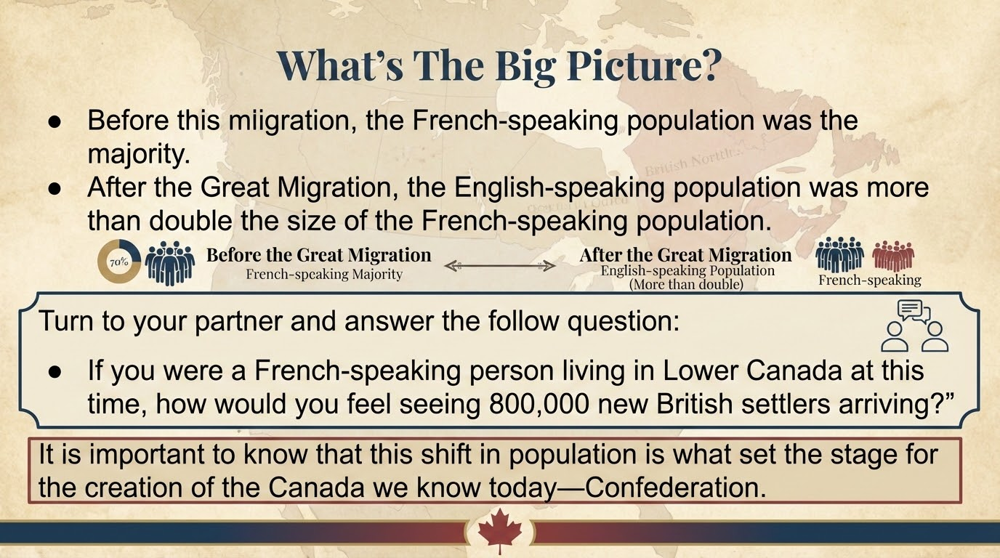 What's The Big Picture?
● Before this miigration, the French-speaking population was the
majority.
● After the Great Migration, the English-speaking population was more
than double the size of the French-speaking population.
70%
Before the Great Migration
French-speaking Majority
After the Great Migration
English-speaking Population
(More than double)
French-speaking
Turn to your partner and answer the follow question:
● If you were a French-speaking person living in Lower Canada at this
time, how would you feel seeing 800,000 new British settlers arriving?”
It is important to know that this shift in population is what set the stage for
the creation of the Canada we know today—Confederation.
British